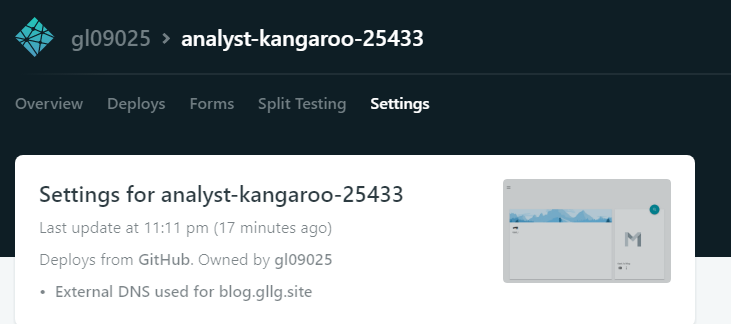 gl09025 > analyst-kangaroo-25433
Overview Deploys Forms Split Testing Settings
Settings for analyst-kangaroo-25433
Last update at 11:11 pm (17 minutes ago)
Deploys from GitHub. Owned by gl09025
• External DNS used for blog.gllg.site